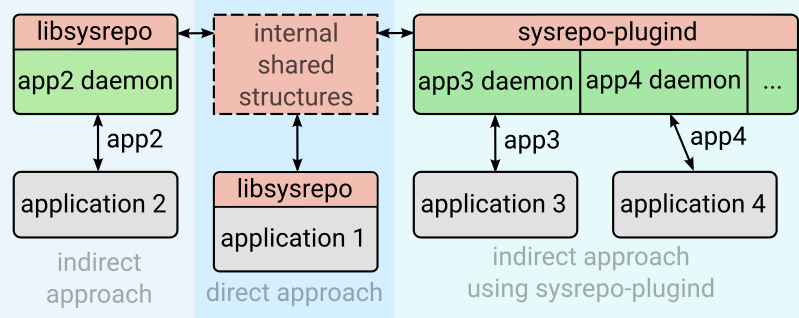 libsysrepo
app2 daemon
app2
application 2
indirect
approach
internal
shared
structures
libsysrepo
application 1
direct approach
sysrepo-plugind
app3 daemon
app4 daemon
...
app3
app4
application 3
application 4
indirect approach
using sysrepo-plugind